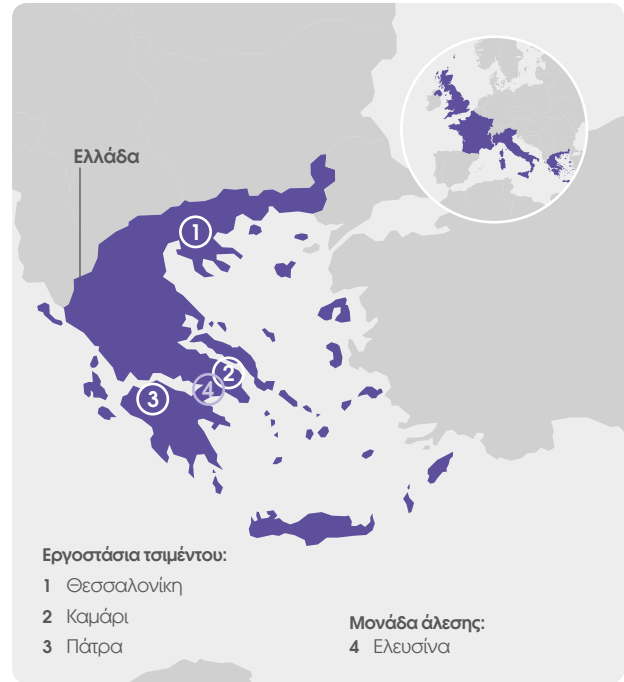 Ελλάδα
1
2
4
3
Εργοστάσια τσιμέντου:
1 Θεσσαλονίκη
2 Καμάρι
3 Πάτρα
Μονάδα άλεσης:
4 Ελευσίνα